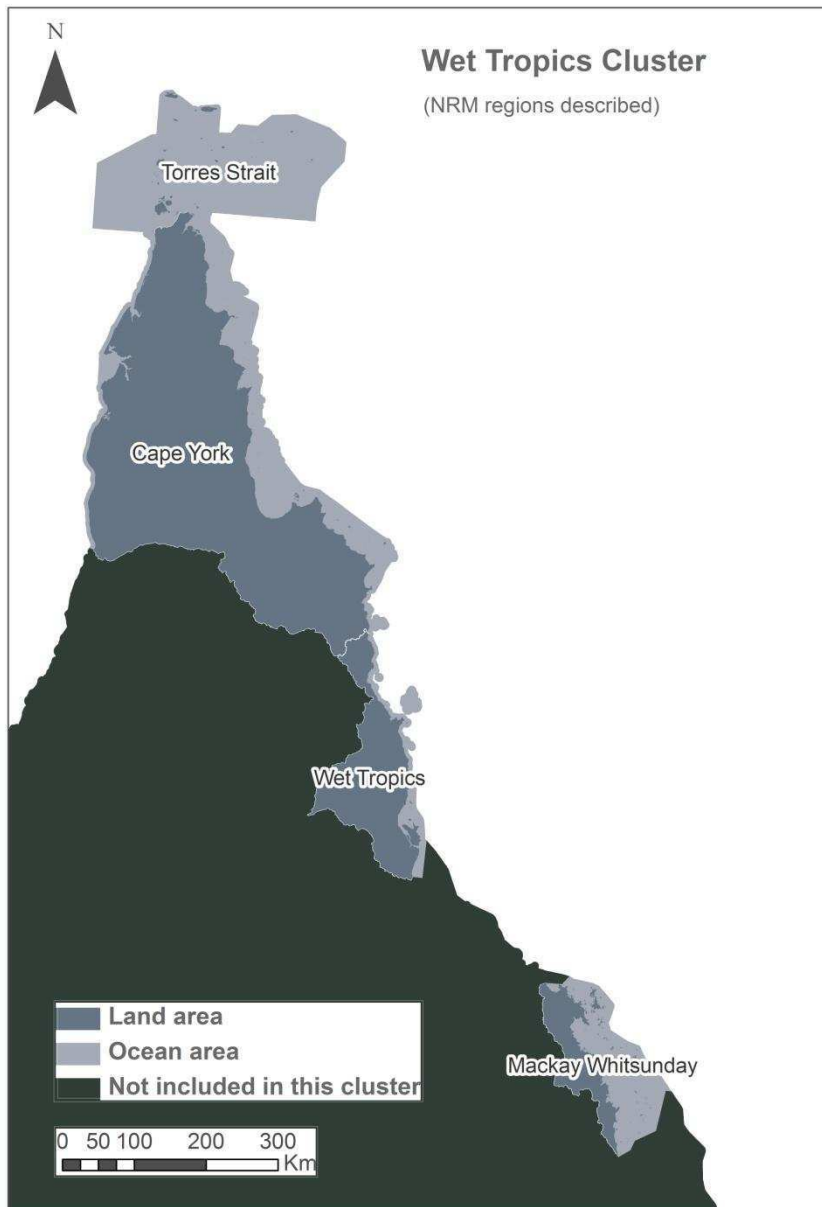 N
Wet Tropics Cluster
(NRM regions described)
Torres Strait
Cape York
Wet Tropics
Mackay Whitsunday
Land area
Ocean area
Not included in this cluster
0 50 100 200 300
Km